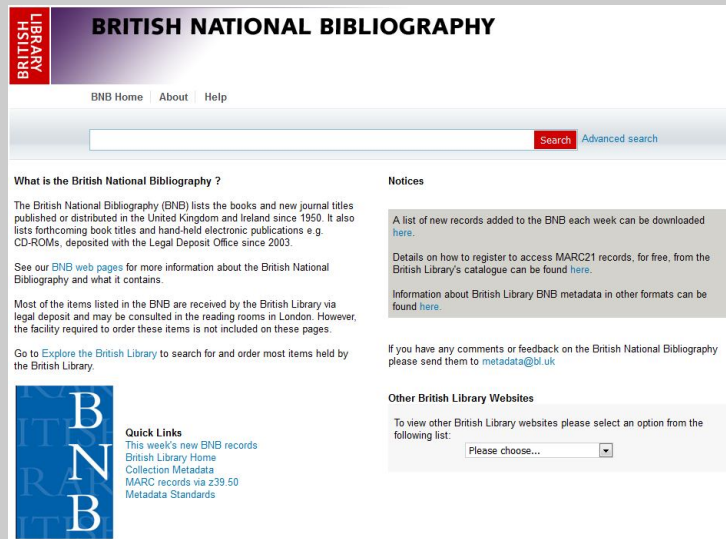 BRITISH
LIBRARY
BRITISH NATIONAL BIBLIOGRAPHY
BNB Home
About
Help
Search
Advanced search
What is the British National Bibliography ?
The British National Bibliography (BNB) lists the books and new journal titles
published or distributed in the United Kingdom and Ireland since 1950. It also
lists forthcoming book titles and hand-held electronic publications e.g.
CD-ROMs, deposited with the Legal Deposit Office since 2003.
See our BNB web pages for more information about the British National
Bibliography and what it contains.
Most of the items listed in the BNB are received by the British Library via
legal deposit and may be consulted in the reading rooms in London. However,
the facility required to order these items is not included on these pages.
Go to Explore the British Library to search for and order most items held by
the British Library.
BNB
Quick Links
This week's new BNB records
British Library Home
Collection Metadata
MARC records via z39.50
Metadata Standards
Notices
A list of new records added to the BNB each week can be downloaded
here.
Details on how to register to access MARC21 records, for free, from the
British Library's catalogue can be found here.
Information about British Library BNB metadata in other formats can be
found here.
If you have any comments or feedback on the British National Bibliography
please send them to metadata@bl.uk
Other British Library Websites
To view other British Library websites please select an option from the
following list:
Please choose...